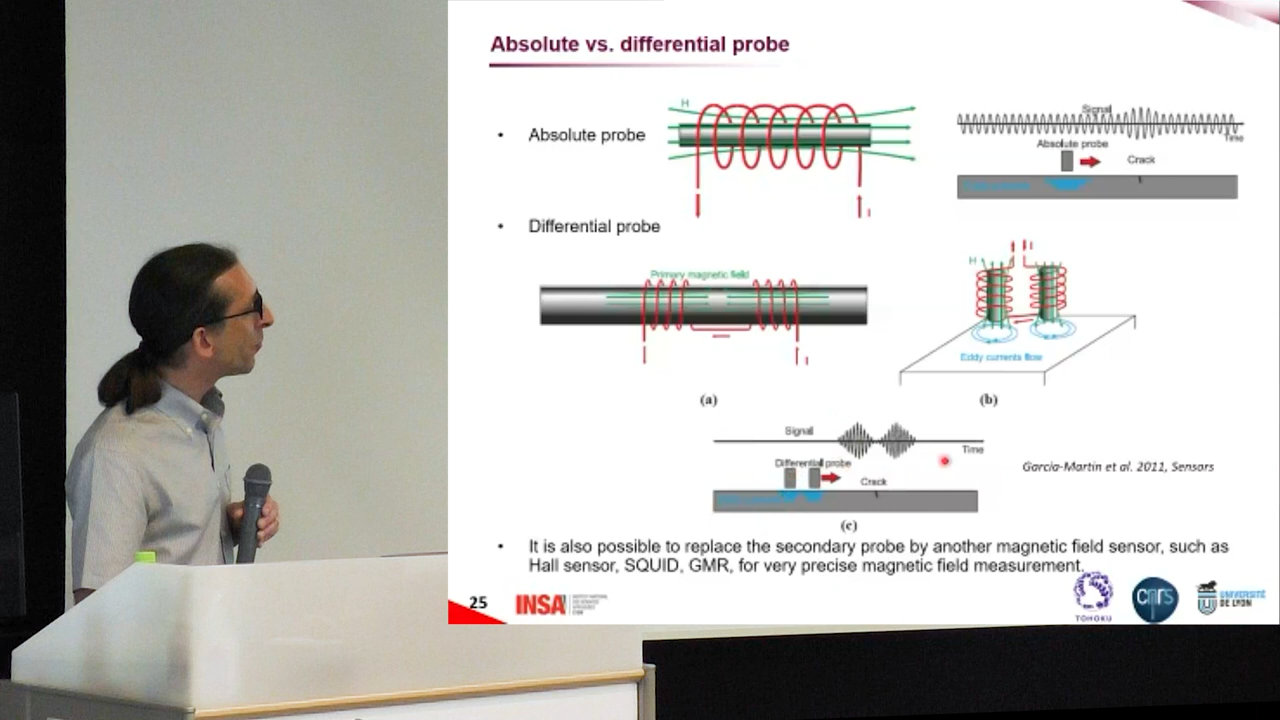 Absolute vs. differential probe
• Absolute probe
H
I
Signal
Time
Absolute probe
Crack
• Differential probe
Primary magnetic field
I
(a)
H
I
Eddy currents flow
(b)
Signal
Time
Differential probe
Crack
(c)
Garcia-Martin et al. 2011, Sensors
• It is also possible to replace the secondary probe by another magnetic field sensor, such as
Hall sensor, SQUID, GMR, for very precise magnetic field measurement.
25
INSA
TOHOKU
cnrs
UNIVERSITÉ
DE LYON